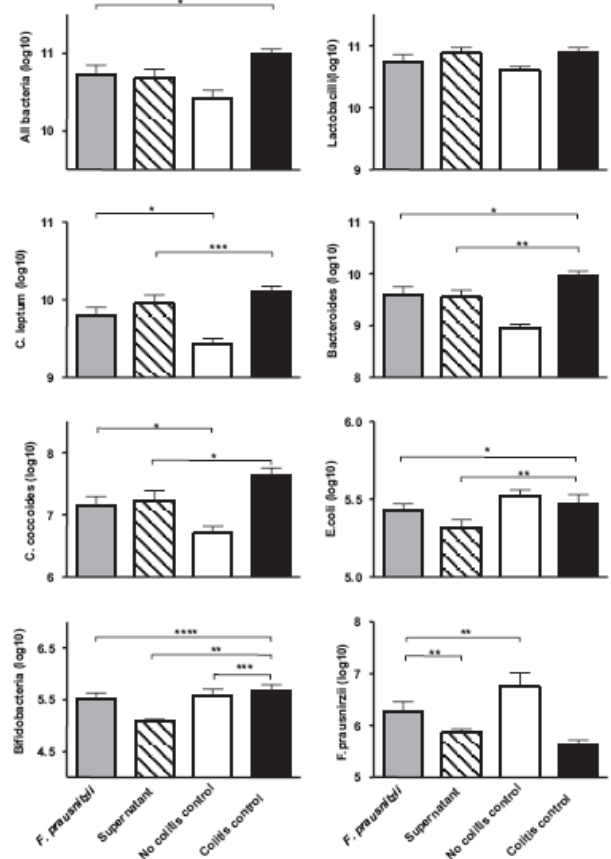 *
All bacteria (log10)
11
10
Lactobacilli(log10)
11
10
9
*
***
C. leptum (log10)
11
10
9
*
**
Bacteroides (log10)
11
10
9
8
*
*
C. coccoides (log10)
8
7
6
*
**
E.coli (log10)
6.0
5.5
5.0
****
**
***
Bifidobacteria (log10)
6.5
5.5
4.5
**
**
F.prausnirzii (log10)
8
7
6
5
F. prausnitzii
Supernatant
No colitis control
Colitis control
F. prausnitzii
Supernatant
No colitis control
Colitis control